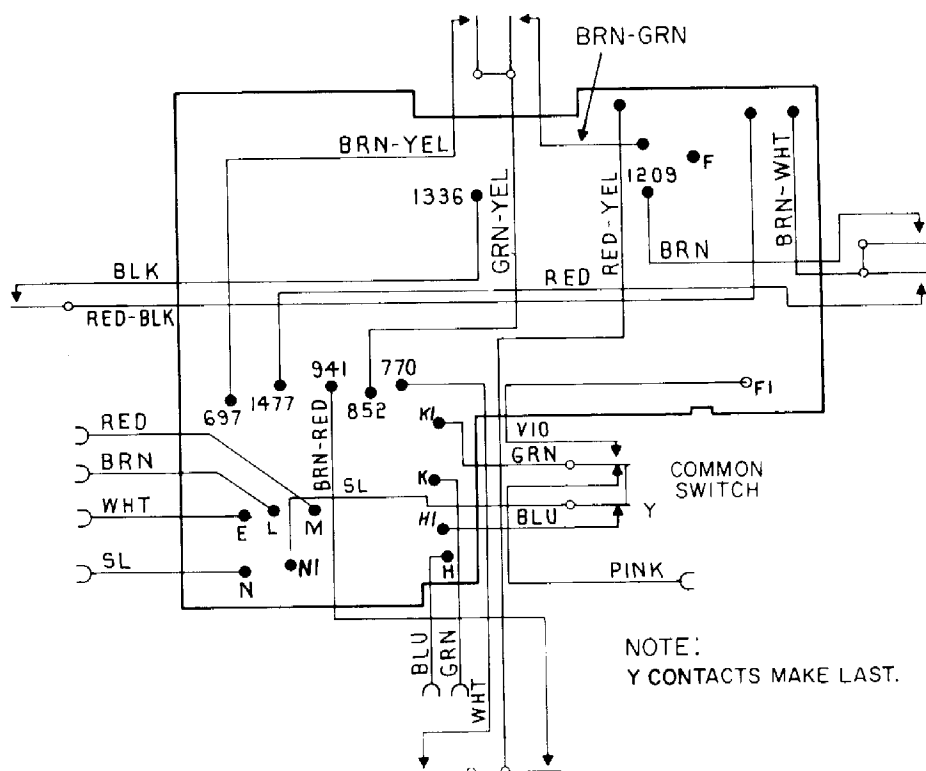 BRN-GRN
BRN-YEL
1336
GRN-YEL
RED-YEL
1209
F
BRN-WHT
BLK
BRN
RED
RED-BLK
941
770
697
1477
852
F1
K1
VIO
RED
GRN
BRN
BRN-RED
SL
K
COMMON
SWITCH
WHT
E
L
M
H1
BLU
Y
SL
N
N1
H
PINK
BLU
GRN
WHT
NOTE:
Y CONTACTS MAKE LAST.